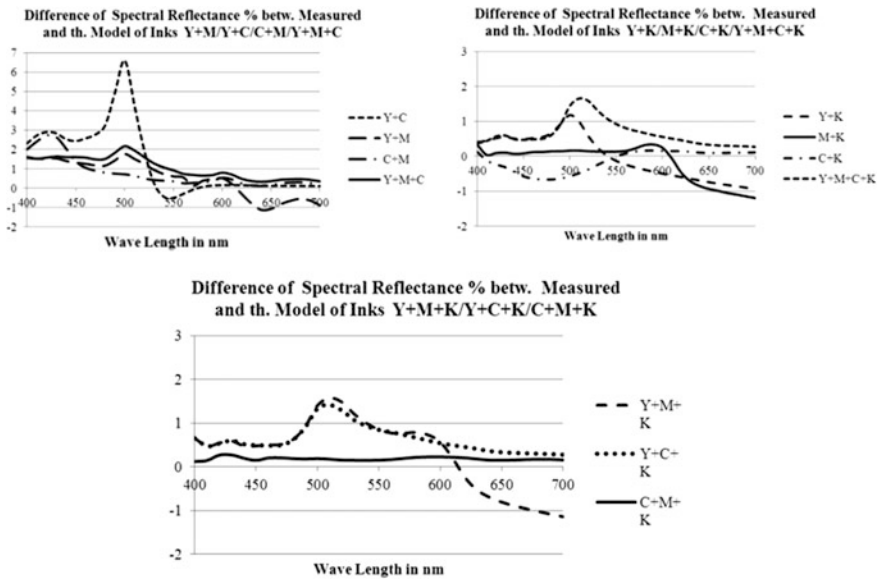 Difference of Spectral Reflectance % betw. Measured
and th. Model of Inks Y+M/Y+C/C+M/Y+M+C
7
6
5
4
3
2
1
0
-1
-2
400
450
500
550
600
650
700
Wave Length in nm
Y+C
Y+M
C+M
Y+M+C
Difference of Spectral Reflectance % betw. Measured
and th. Model of Inks Y+K/M+K/C+K/Y+M+C+K
3
2
1
0
-1
-2
400
450
500
550
600
650
700
Wave Length in nm
Y+K
M+K
C+K
Y+M+C+K
Difference of Spectral Reflectance % betw. Measured
and th. Model of Inks Y+M+K/Y+C+K/C+M+K
3
2
1
0
-1
-2
400
450
500
550
600
650
700
Wave Length in nm
Y+M+
K
Y+C+
K
C+M+
K